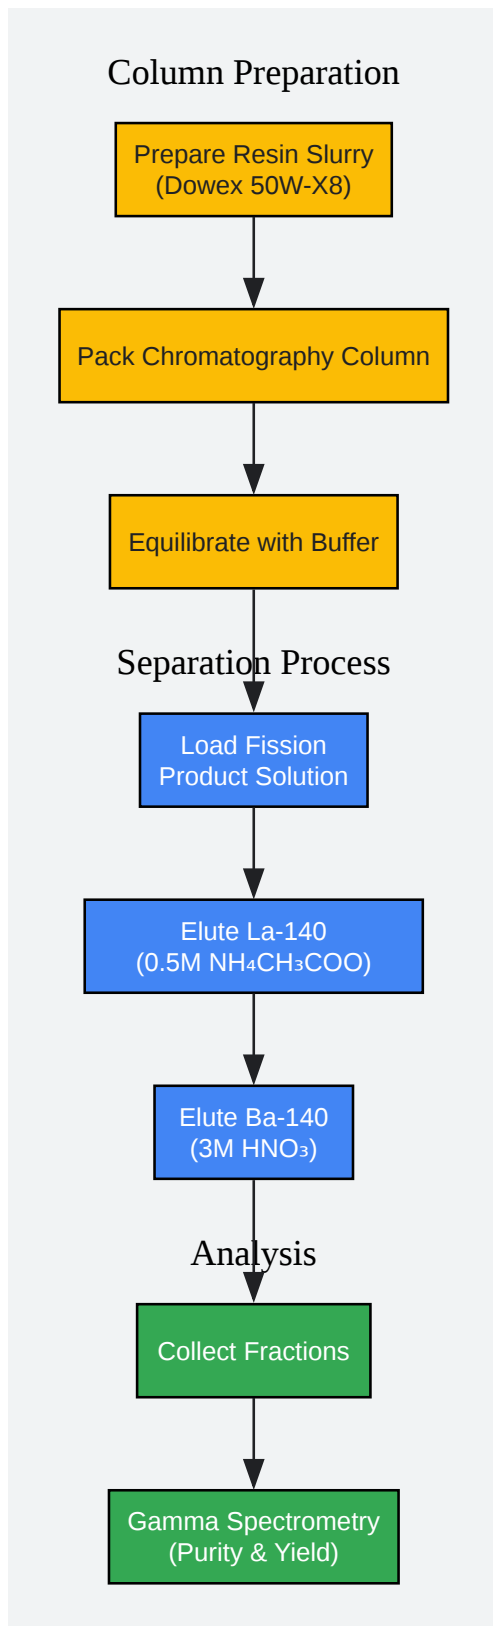 Column Preparation
Prepare Resin Slurry
(Dowex 50W-X8)
Pack Chromatography Column
Equilibrate with Buffer
Separation Process
Load Fission
Product Solution
Elute La-140
(0.5M NH₄CH₃COO)
Elute Ba-140
(3M HNO₃)
Analysis
Collect Fractions
Gamma Spectrometry
(Purity & Yield)